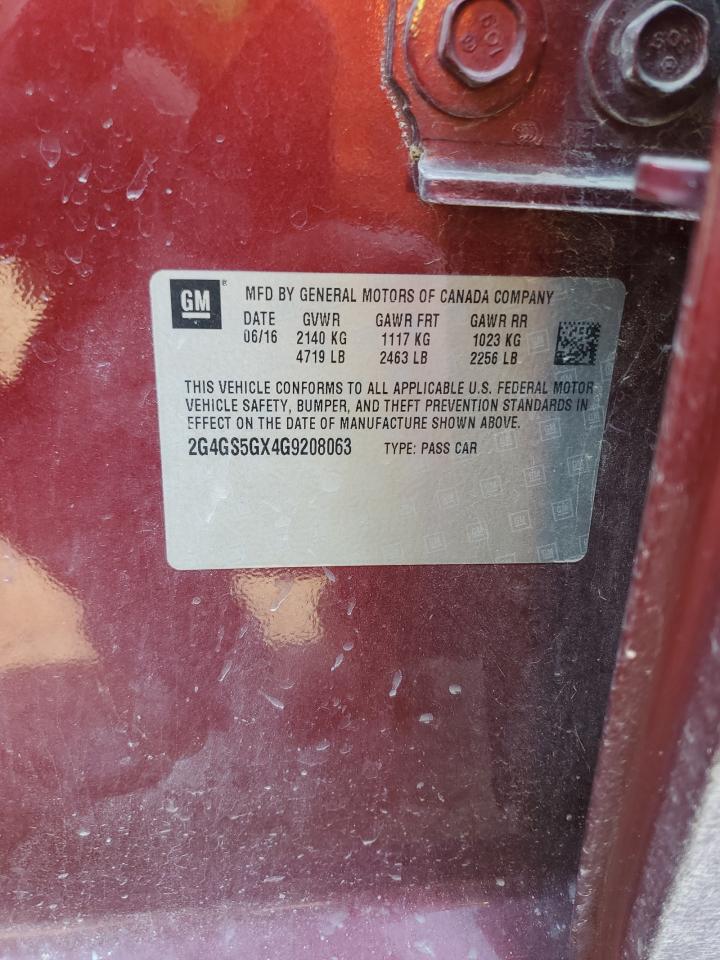 109
109
GM
MFD BY GENERAL MOTORS OF CANADA COMPANY
DATE GVWR GAWR FRT GAWR RR
06/16 2140 KG 1117 KG 1023 KG
4719 LB 2463 LB 2256 LB
THIS VEHICLE CONFORMS TO ALL APPLICABLE U.S. FEDERAL MOTOR
VEHICLE SAFETY, BUMPER, AND THEFT PREVENTION STANDARDS IN
EFFECT ON THE DATE OF MANUFACTURE SHOWN ABOVE.
2G4GS5GX4G9208063 TYPE: PASS CAR